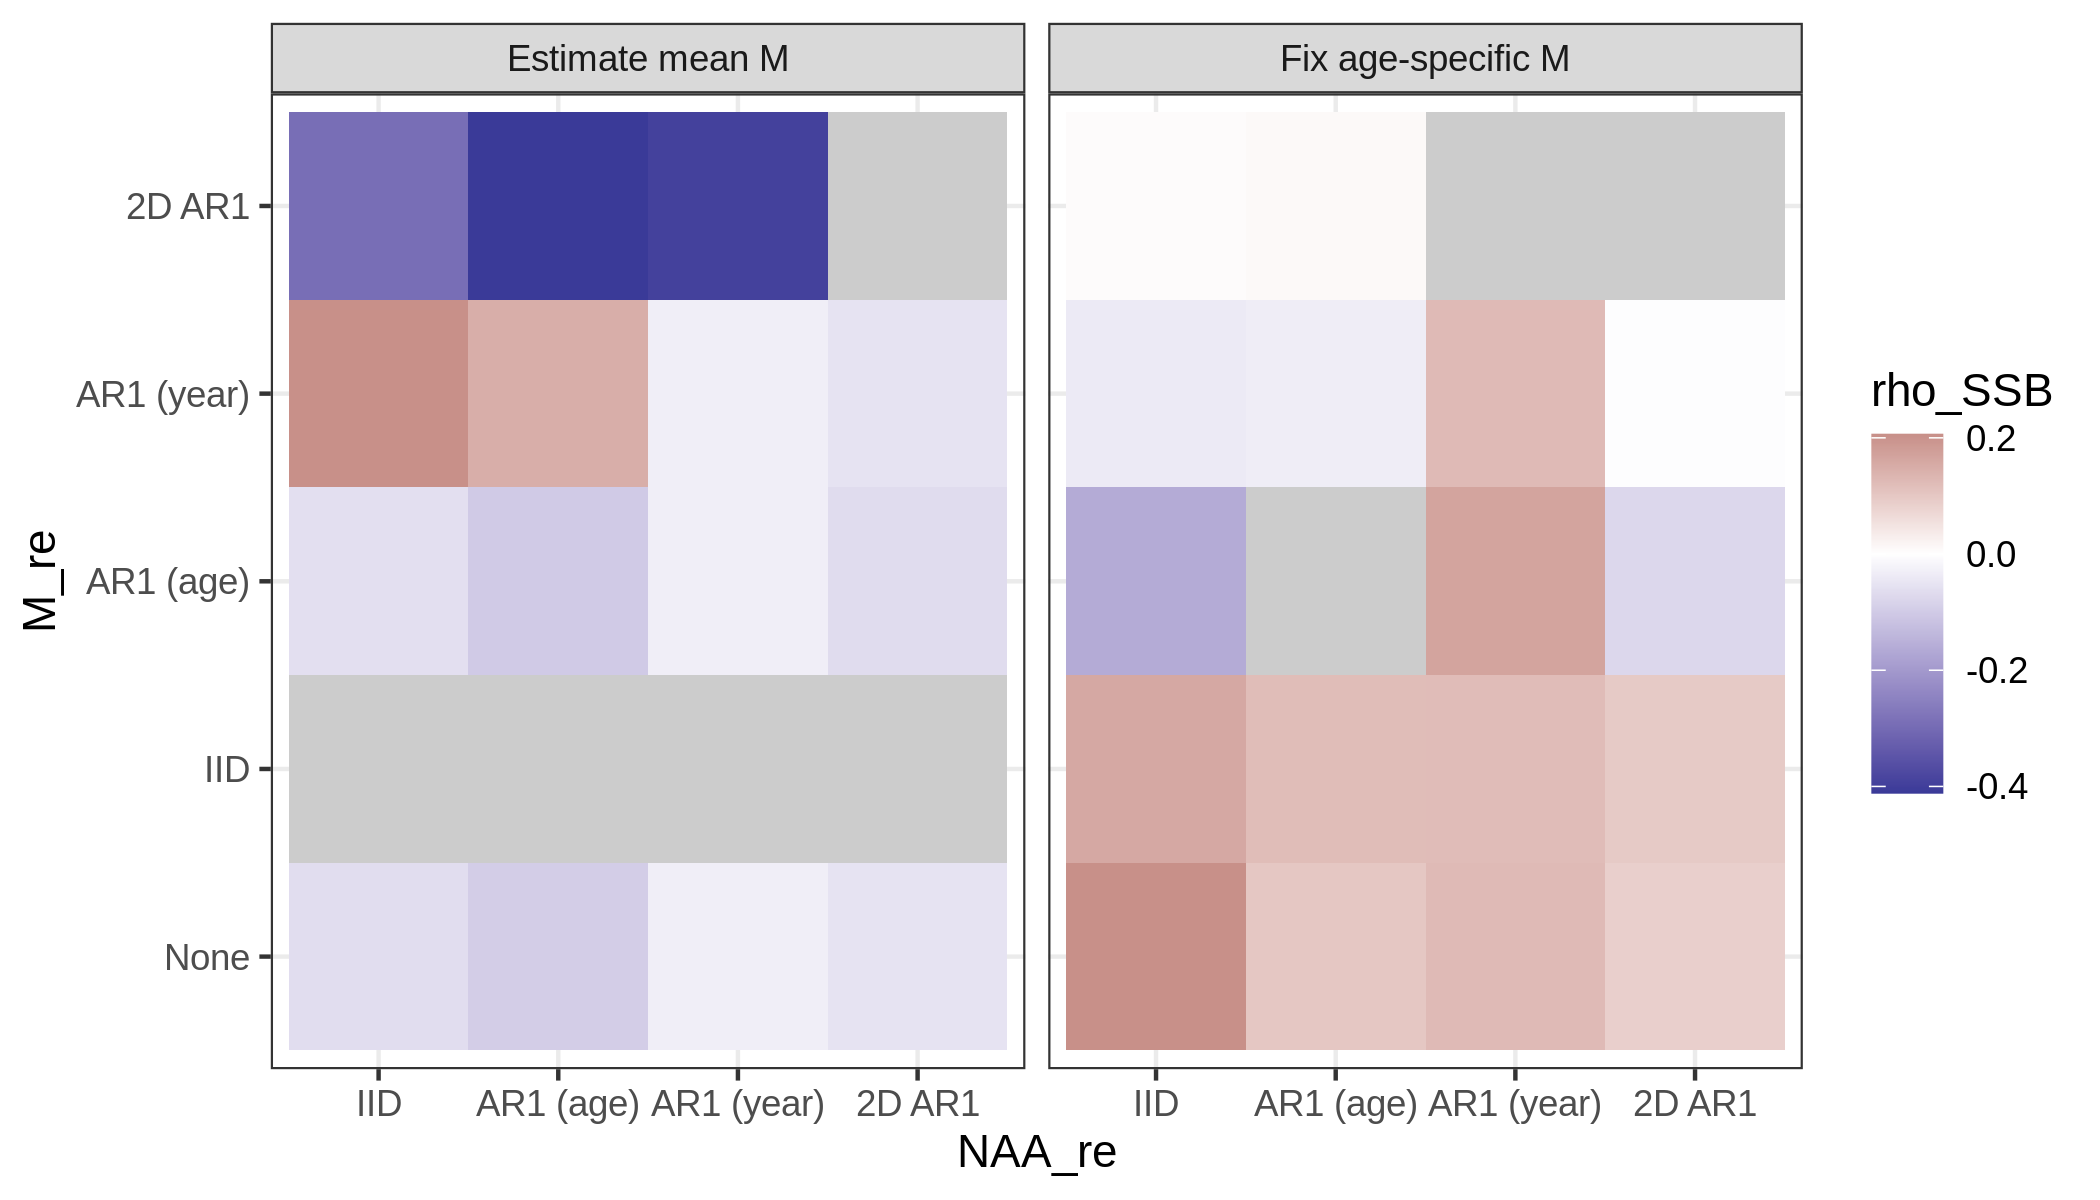 Estimate mean M
Fix age-specific M
2D AR1
AR1 (year)
AR1 (age)
IID
None
M_re
IID AR1 (age) AR1 (year) 2D AR1
IID AR1 (age) AR1 (year) 2D AR1
NAA_re
rho_SSB
0.2
0.0
-0.2
-0.4